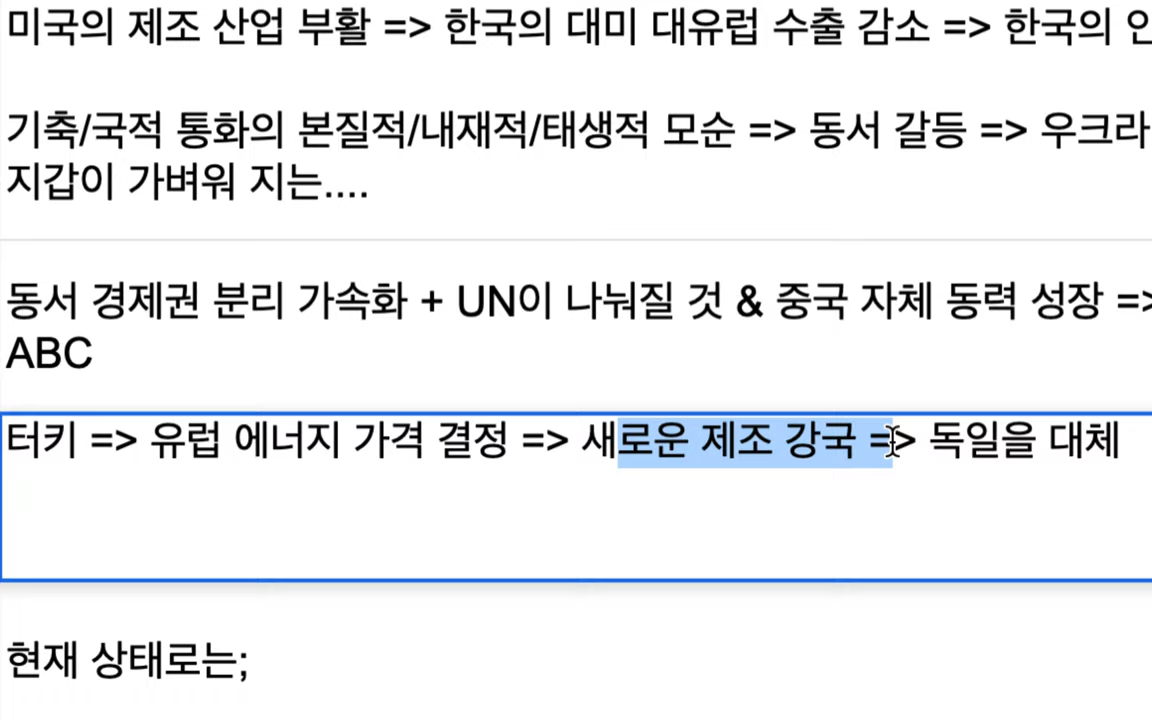 미국의 제조 산업 부활 => 한국의 대미 대유럽 수출 감소 => 한국의 인
기축/국적 통화의 본질적/내재적/태생적 모순 => 동서 갈등 => 우크라
지갑이 가벼워 지는....
동서 경제권 분리 가속화 + UN이 나눠질 것 & 중국 자체 동력 성장 =>
ABC
터키 => 유럽 에너지 가격 결정 => 새로운 제조 강국 => 독일을 대체
현재 상태로는;